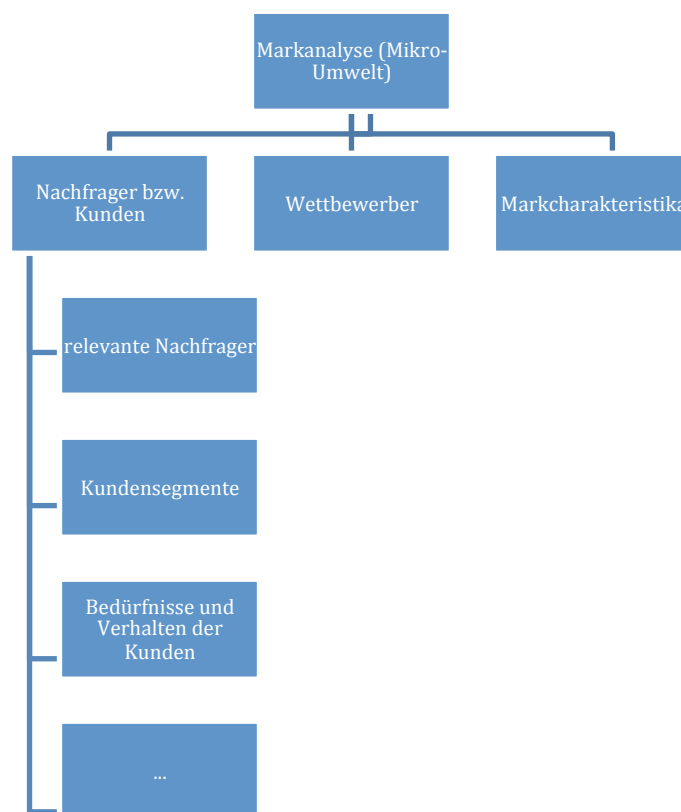 Markanalyse (Mikro-
Umwelt)
Nachfrager bzw.
Kunden
Wettbewerber
Markcharakteristika
relevante Nachfrager
Kundensegmente
Bedürfnisse und
Verhalten der
Kunden
...